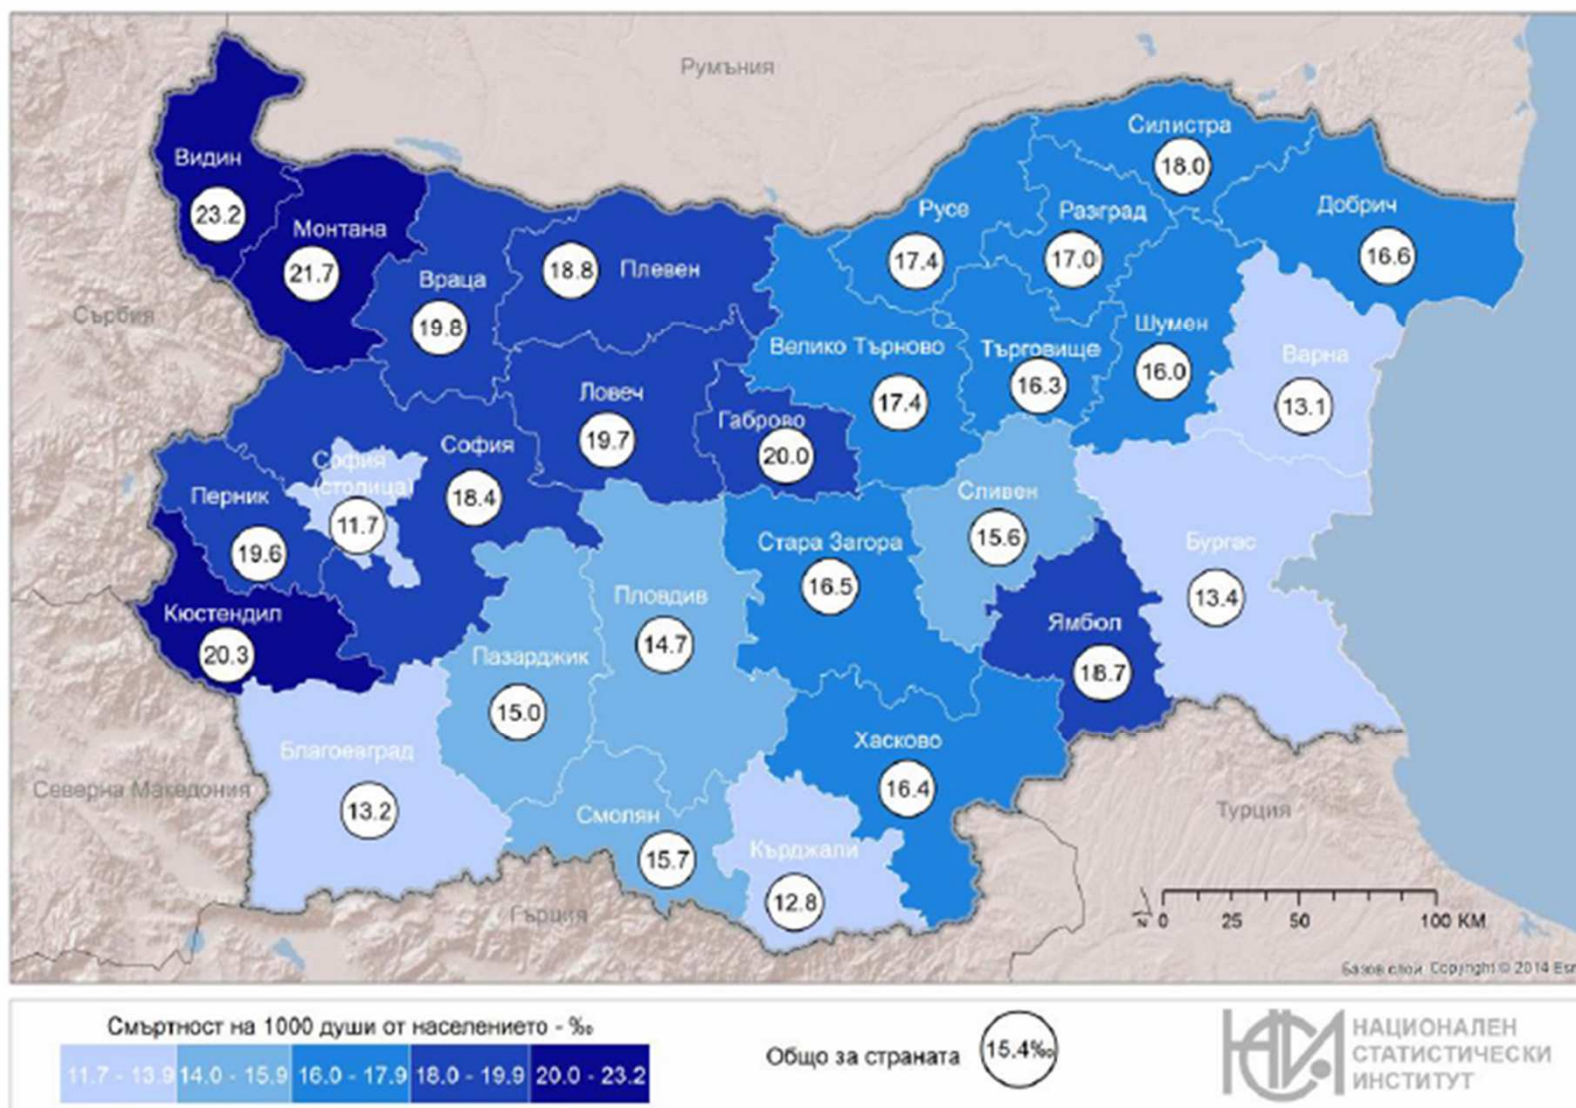 Румъния
Силистра
18.0
Видин
23.2
Монтана
21.7
Русе
17.4
Разград
17.0
Добрич
16.6
Враца
19.8
18.8
Плевен
Сърбия
Велико Търново
17.4
Търговище
16.3
Шумен
16.0
Варна
13.1
Ловеч
19.7
Габрово
20.0
София
18.4
София
(столица)
11.7
Перник
19.6
Сливен
15.6
Стара Загора
16.5
Бургас
13.4
Кюстендил
20.3
Пловдив
14.7
Ямбол
18.7
Пазарджик
15.0
Благоевград
13.2
Хасково
16.4
Северна Македония
Турция
Смолян
15.7
Кърджали
12.8
Гърция
N
0 25 50 100 КМ
Базов слой: Copyright © 2014 Esr
Смъртност на 1000 души от населението - ‰
11.7 - 13.9 14.0 - 15.9 16.0 - 17.9 18.0 - 19.9 20.0 - 23.2
Общо за страната 15.4‰
НСИ
НАЦИОНАЛЕН
СТАТИСТИЧЕСКИ
ИНСТИТУТ